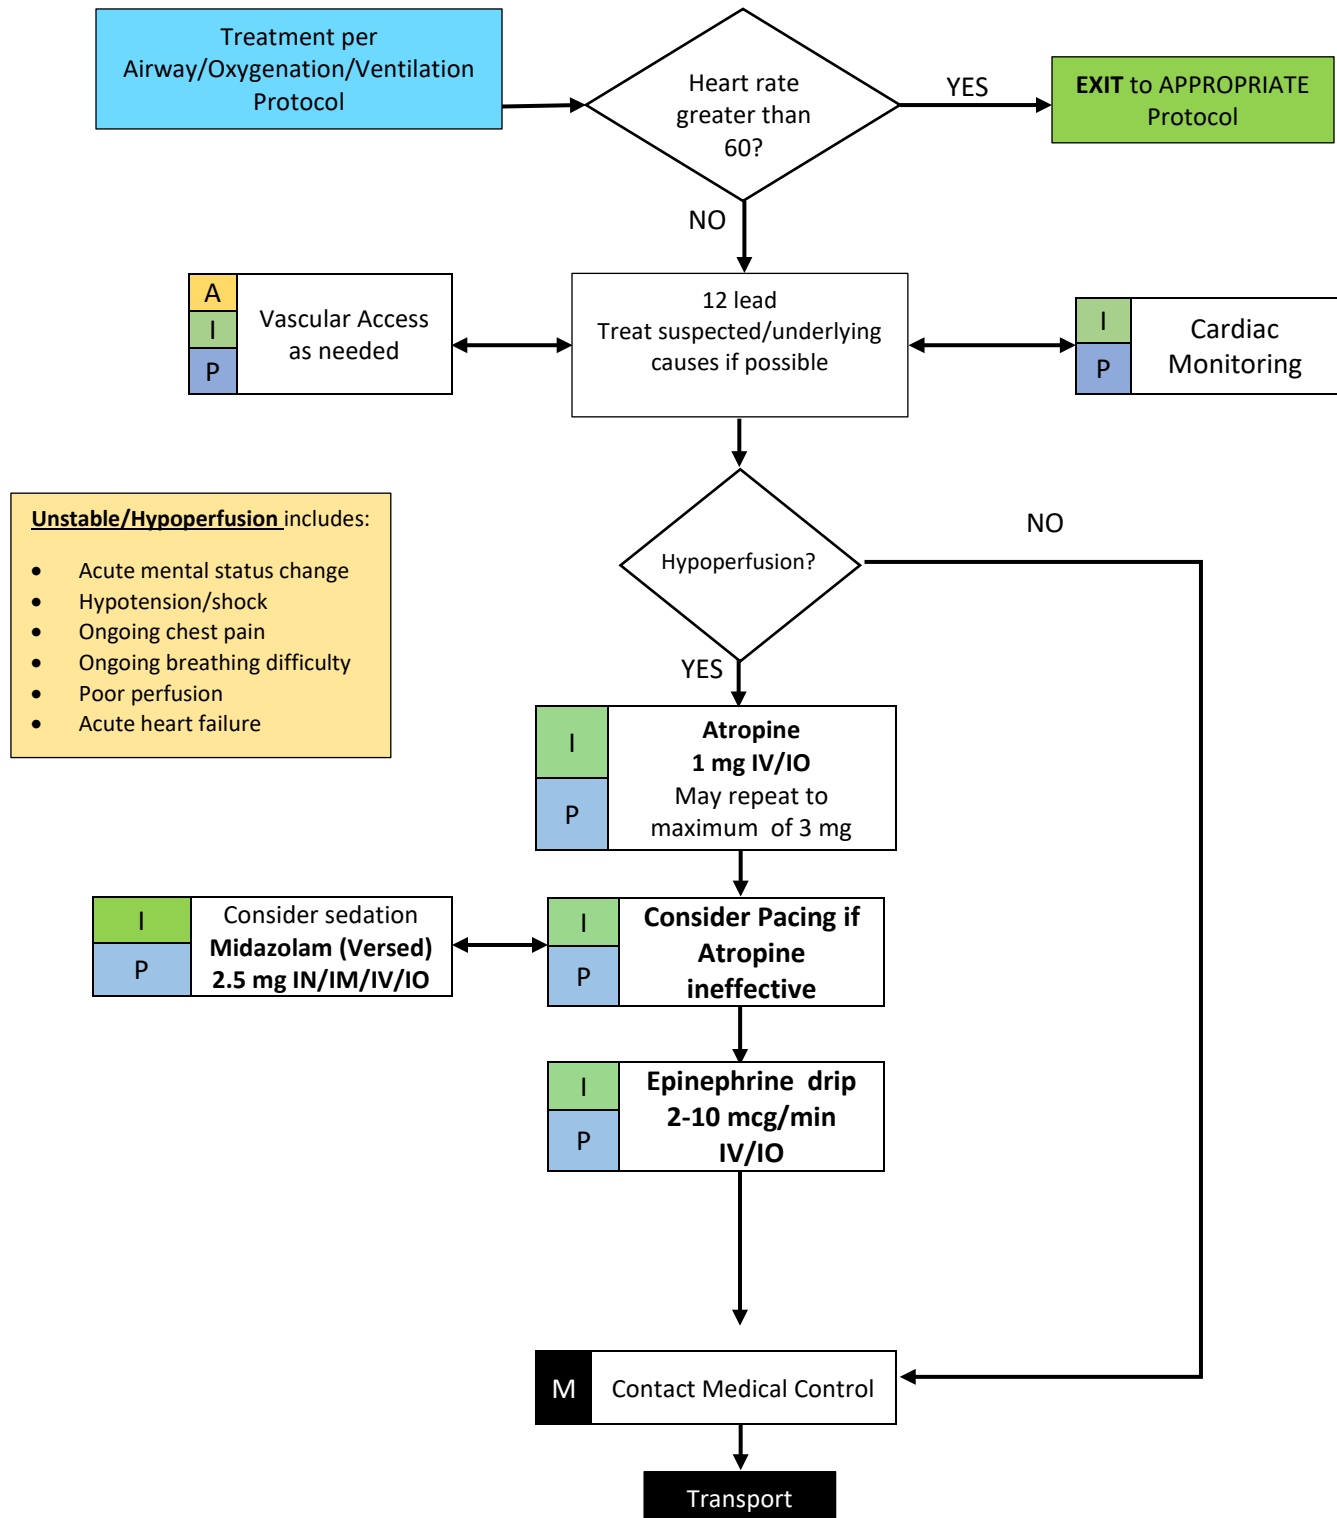 Treatment per
Airway/Oxygenation/Ventilation
Protocol
Heart rate
greater than
60?
YES
EXIT to APPROPRIATE
Protocol
NO
A
I
P
Vascular Access
as needed
12 lead
Treat suspected/underlying
causes if possible
I
P
Cardiac
Monitoring
Unstable/Hypoperfusion includes:
• Acute mental status change
• Hypotension/shock
• Ongoing chest pain
• Ongoing breathing difficulty
• Poor perfusion
• Acute heart failure
Hypoperfusion?
NO
YES
I
P
Atropine
1 mg IV/IO
May repeat to
maximum of 3 mg
I
P
Consider sedation
Midazolam (Versed)
2.5 mg IN/IM/IV/IO
I
P
Consider Pacing if
Atropine
ineffective
I
P
Epinephrine drip
2-10 mcg/min
IV/IO
M
Contact Medical Control
Transport